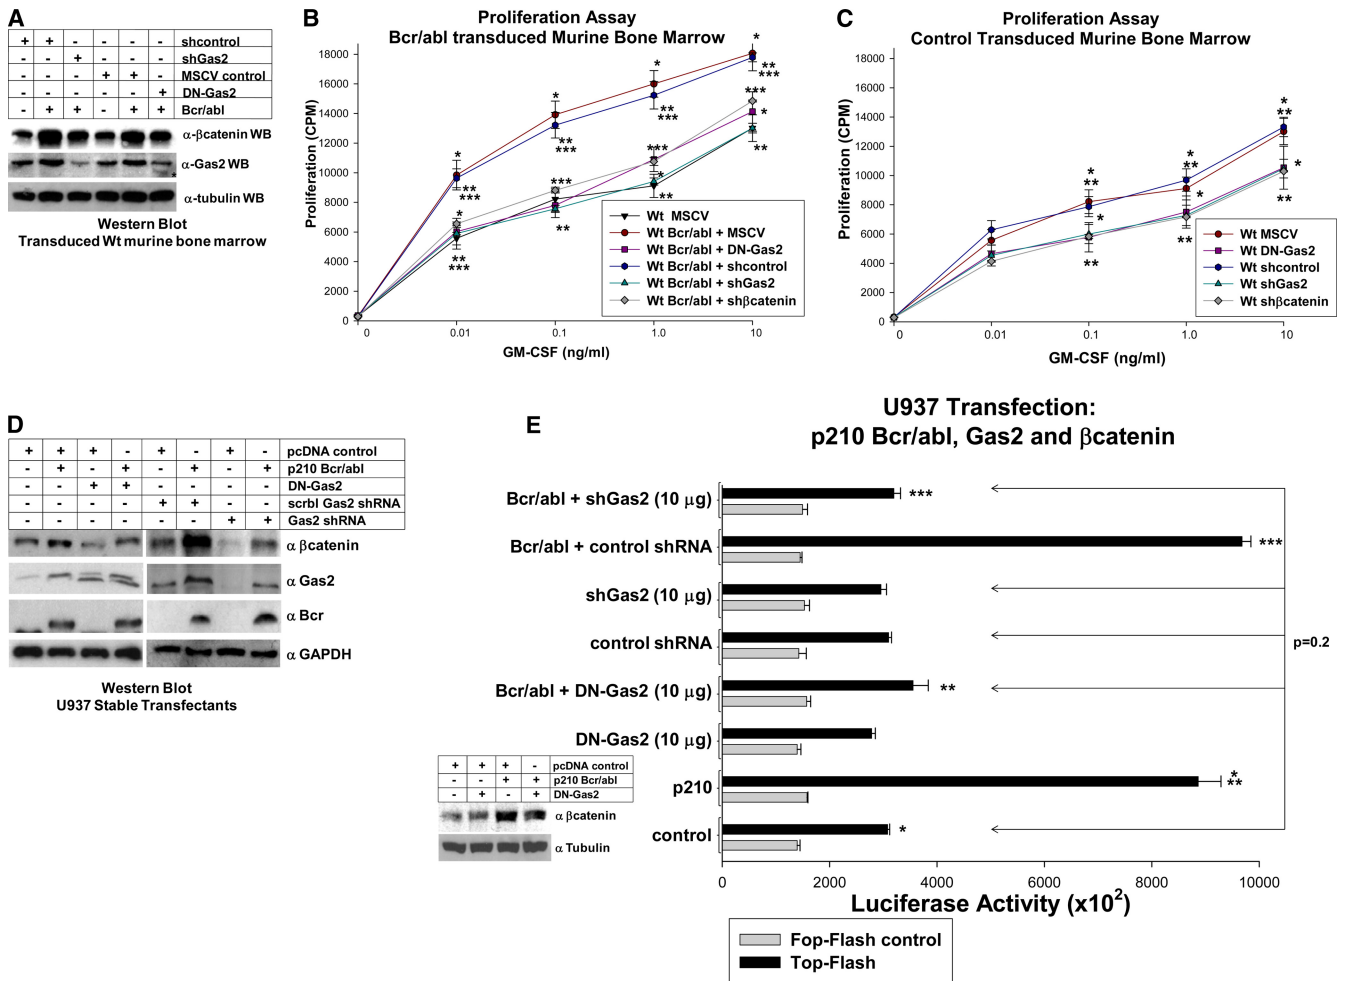 A
+ + - - - - shcontrol
- - + - - - shGas2
- - - + + - MSCV control
- - - - - + DN-Gas2
- + + - + + Bcr/abl
α-βcatenin WB
α-Gas2 WB
*
α-tubulin WB
Western Blot
Transduced Wt murine bone marrow
B
Proliferation Assay
Bcr/abl transduced Murine Bone Marrow
Proliferation (CPM)
18000
16000
14000
12000
10000
8000
6000
4000
2000
0
* * * *
** ** ** **
*** *** *** ***
* *** *** ***
** ** * *
*** ** **
Wt MSCV
Wt Bcr/abl + MSCV
Wt Bcr/abl + DN-Gas2
Wt Bcr/abl + shcontrol
Wt Bcr/abl + shGas2
Wt Bcr/abl + shβcatenin
0 0.01 0.1 1.0 10
GM-CSF (ng/ml)
C
Proliferation Assay
Control Transduced Murine Bone Marrow
Proliferation (CPM)
18000
16000
14000
12000
10000
8000
6000
4000
2000
0
* * *
** ** **
* * *
** ** **
Wt MSCV
Wt DN-Gas2
Wt shcontrol
Wt shGas2
Wt shβcatenin
0 0.01 0.1 1.0 10
GM-CSF (ng/ml)
D
+ + + - + - + - pcDNA control
- + - + - + - + p210 Bcr/abl
- - + + - - - - DN-Gas2
- - - - + + - - scrbl Gas2 shRNA
- - - - - - + + Gas2 shRNA
α βcatenin
α Gas2
α Bcr
α GAPDH
Western Blot
U937 Stable Transfectants
E
U937 Transfection:
p210 Bcr/abl, Gas2 and βcatenin
Bcr/abl + shGas2 (10 μg) ***
Bcr/abl + control shRNA ***
shGas2 (10 μg)
control shRNA
p=0.2
Bcr/abl + DN-Gas2 (10 μg) **
DN-Gas2 (10 μg)
p210 *
**
control *
+ + + - pcDNA control
- - + + p210 Bcr/abl
- + - + DN-Gas2
α βcatenin
α Tubulin
0 2000 4000 6000 8000 10000
Luciferase Activity (x10²)
Fop-Flash control
Top-Flash